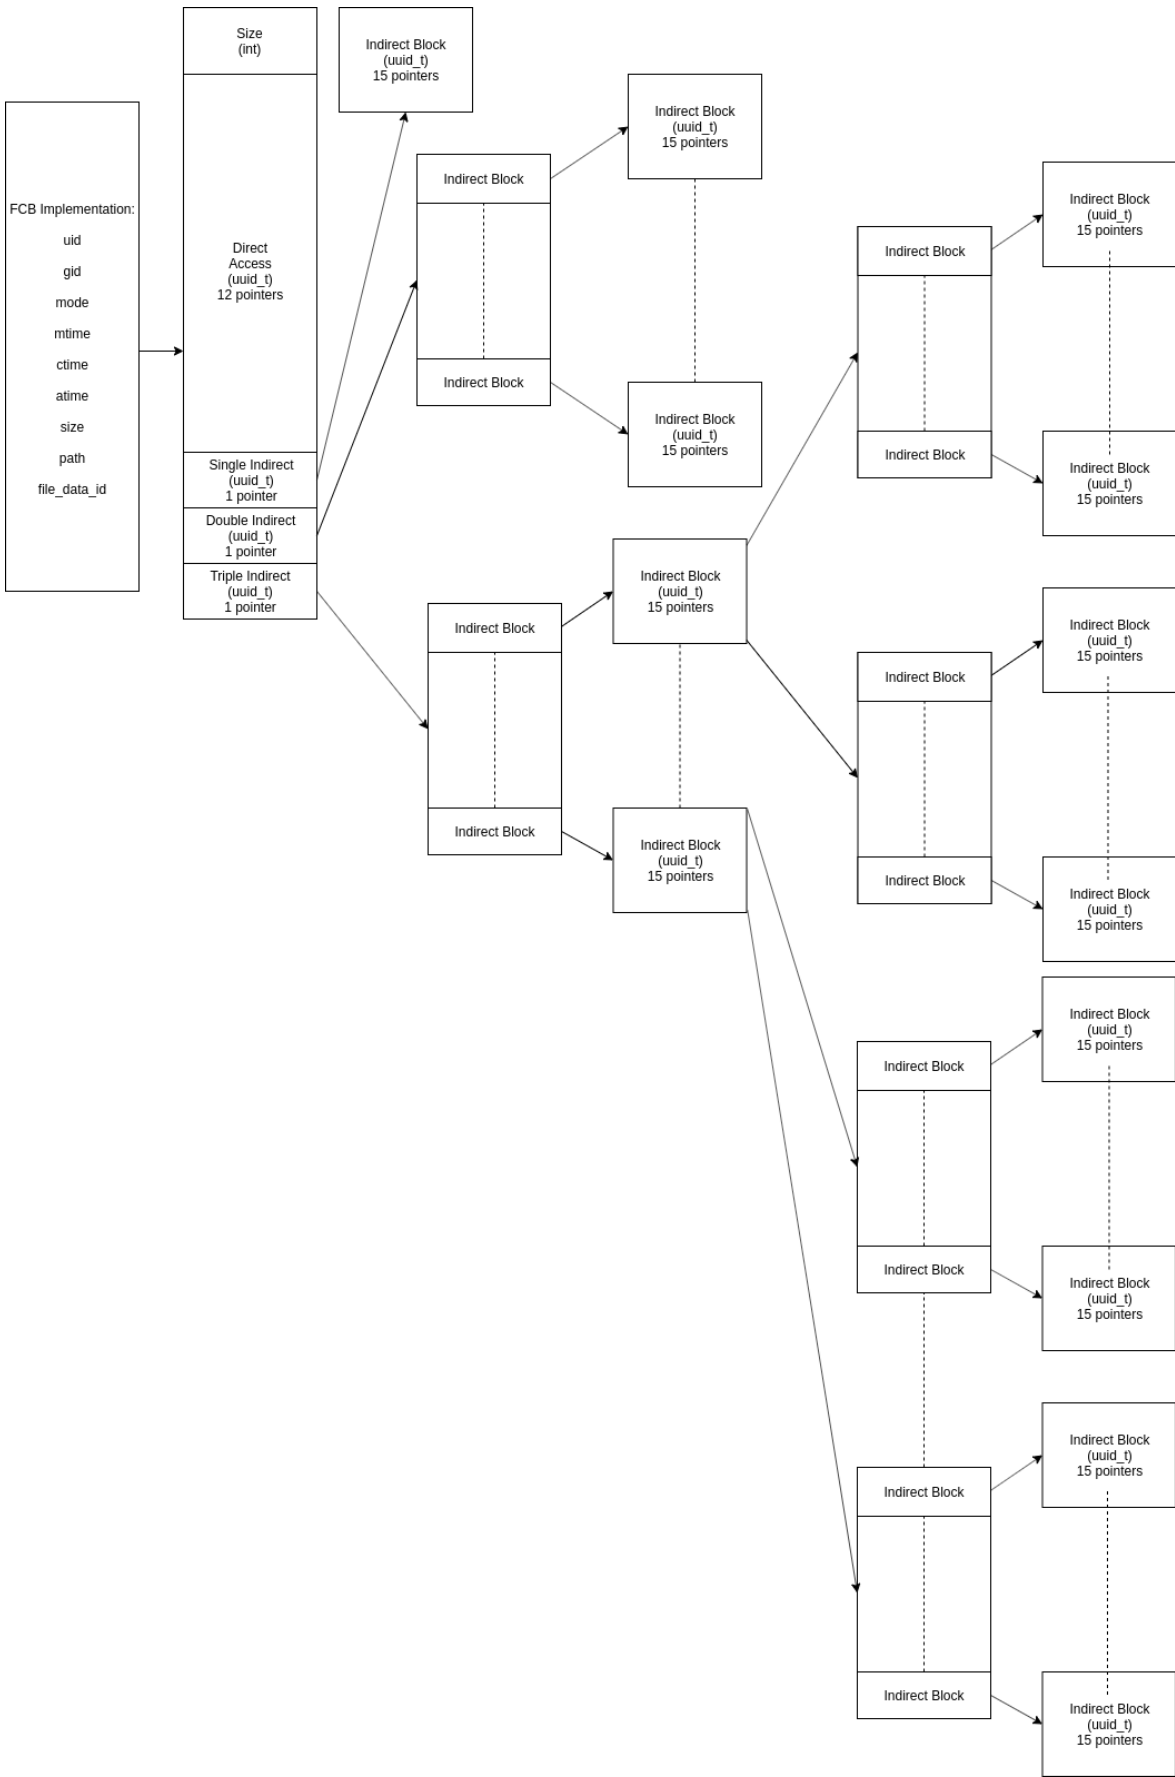 Size
(int)
Direct
Access
(uuid_t)
12 pointers
Single Indirect
(uuid_t)
1 pointer
Double Indirect
(uuid_t)
1 pointer
Triple Indirect
(uuid_t)
1 pointer
FCB Implementation:
uid
gid
mode
mtime
ctime
atime
size
path
file_data_id
Indirect Block
(uuid_t)
15 pointers
Indirect Block
Indirect Block
Indirect Block
(uuid_t)
15 pointers
Indirect Block
(uuid_t)
15 pointers
Indirect Block
Indirect Block
Indirect Block
(uuid_t)
15 pointers
Indirect Block
(uuid_t)
15 pointers
Indirect Block
Indirect Block
Indirect Block
(uuid_t)
15 pointers
Indirect Block
(uuid_t)
15 pointers
Indirect Block
Indirect Block
Indirect Block
(uuid_t)
15 pointers
Indirect Block
(uuid_t)
15 pointers
Indirect Block
Indirect Block
Indirect Block
(uuid_t)
15 pointers
Indirect Block
(uuid_t)
15 pointers
Indirect Block
Indirect Block
Indirect Block
(uuid_t)
15 pointers
Indirect Block
(uuid_t)
15 pointers